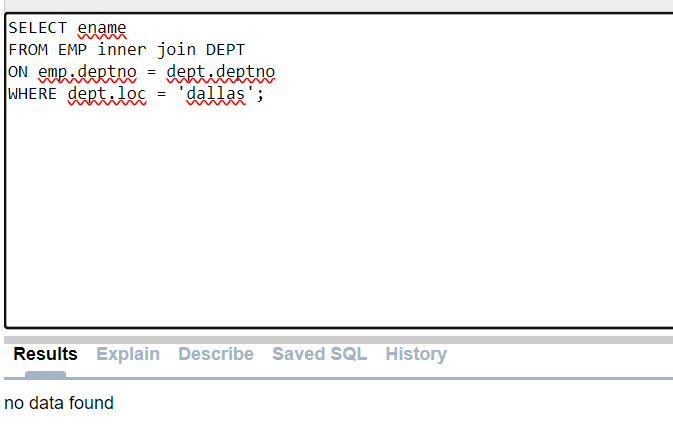 SELECT ename
FROM EMP inner join DEPT
ON emp.deptno = dept.deptno
WHERE dept.loc = 'dallas';
Results Explain Describe Saved SQL History
no data found